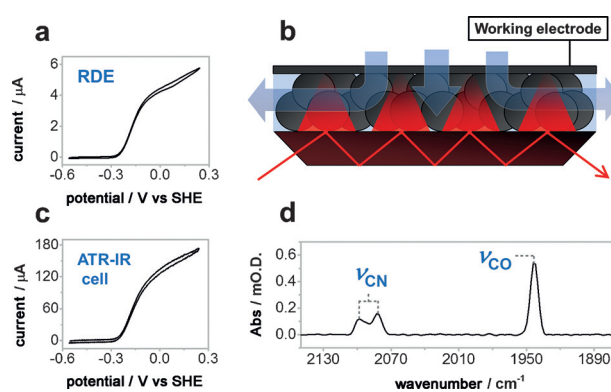 a
RDE
6
4
2
0
-0.6 -0.3 0.0 0.3
current / μA
potential / V vs SHE
b
Working electrode
c
ATR-IR
cell
180
120
60
0
-0.6 -0.3 0.0 0.3
current / μA
potential / V vs SHE
d
νCN
νCO
0.6
0.4
0.2
0.0
Abs / mO.D.
2130 2070 2010 1950 1890
wavenumber / cm-1